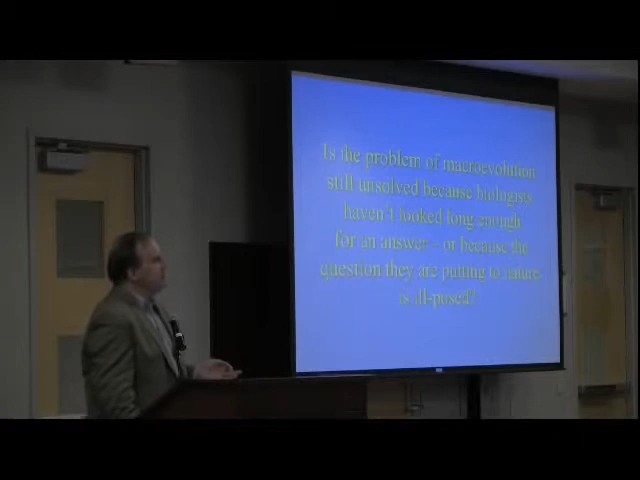 Is the problem of macroevolution
still unsolved because biologists
haven't looked long enough
for an answer – or because the
question they are putting to nature
is ill-posed?